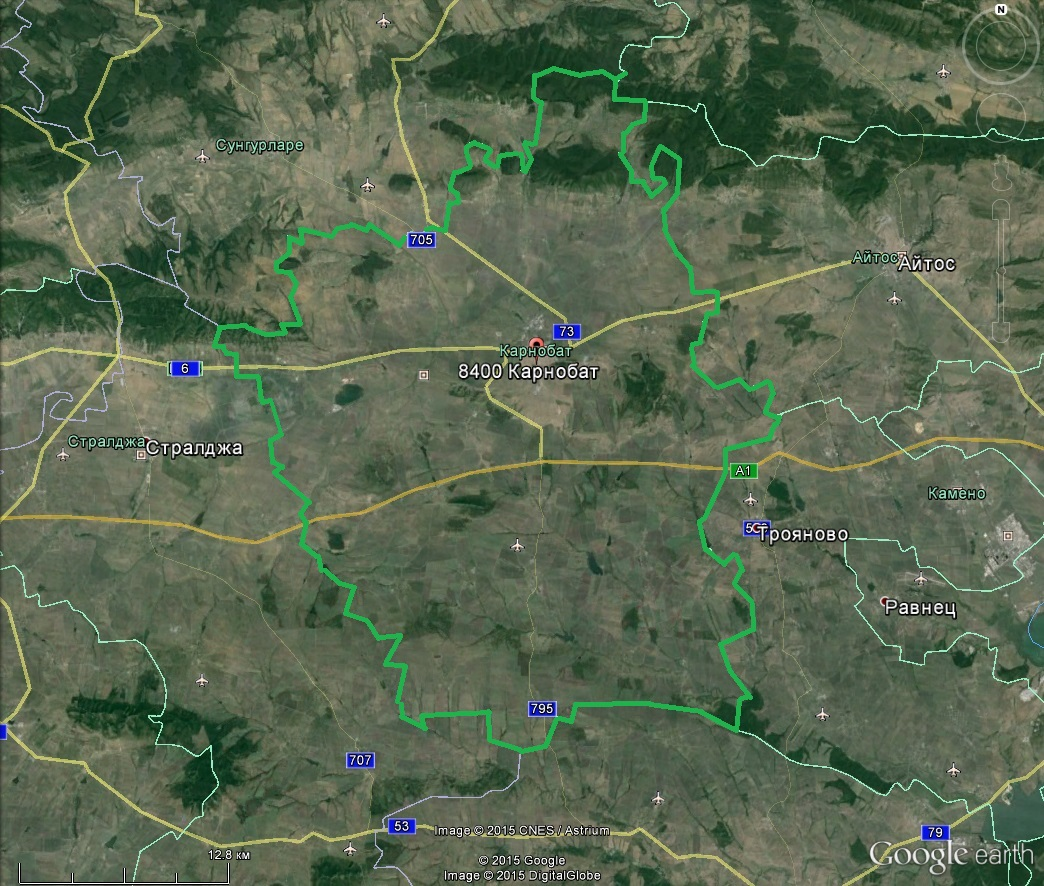 N
Сунгурларе
705
Айтос
Айтос
73
Карнобат
8400 Карнобат
6
Стралджа
Стралджа
A1
Камено
Трояново
Равнец
795
707
53
Image © 2015 CNES / Astrium
79
12.8 км
© 2015 Google
Image © 2015 DigitalGlobe
Google earth